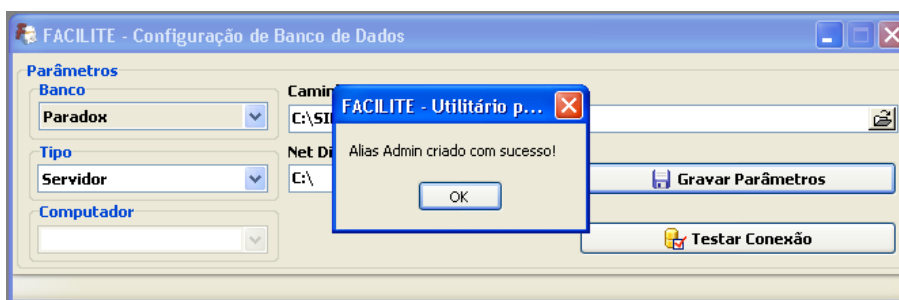 FACILITE - Configuração de Banco de Dados
Parâmetros
Banco
Paradox
Tipo
Servidor
Computador
FACILITE - Utilitário p...
Alias Admin criado com sucesso!
OK
C:\
Gravar Parâmetros
Testar Conexão